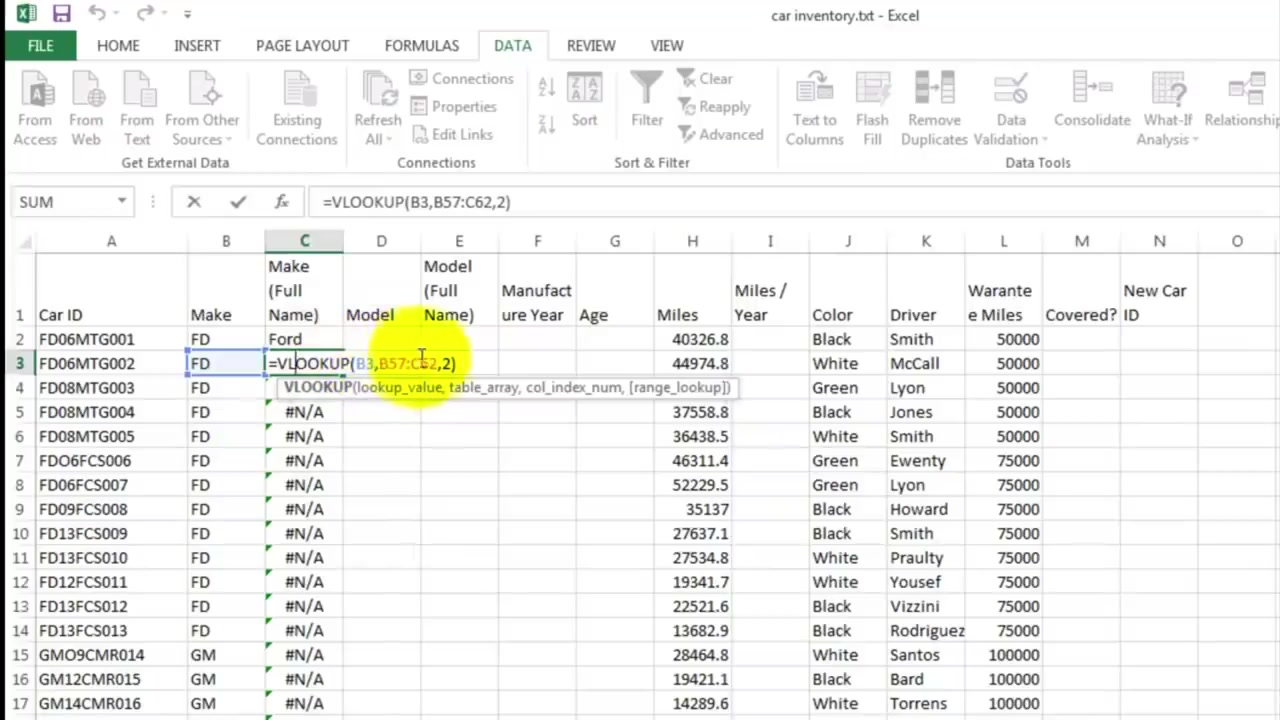 car inventory.txt - Excel
FILE HOME INSERT PAGE LAYOUT FORMULAS DATA REVIEW VIEW
From Access
From Web
From Text
From Other Sources
Existing Connections
Get External Data
Refresh All
Connections
Properties
Edit Links
Connections
Sort
Filter
Clear
Reapply
Advanced
Sort & Filter
Text to Columns
Flash Fill
Remove Duplicates
Data Validation
Consolidate
What-If Analysis
Relationship
Data Tools
SUM fx =VLOOKUP(B3,B57:C62,2)
A B C D E F G H I J K L M N O
1 Car ID Make Make (Full Name) Model Model (Full Name) Manufacture Year Age Miles Miles / Year Color Driver Warantee Miles Covered? New Car ID
2 FD06MTG001 FD Ford 40326.8 Black Smith 50000
3 FD06MTG002 FD =VLOOKUP(B3,B57:C62,2) 44974.8 White McCall 50000
4 FD08MTG003 FD VLOOKUP(lookup_value, table_array, col_index_num, [range_lookup]) Green Lyon 50000
5 FD08MTG004 FD #N/A 37558.8 Black Jones 50000
6 FD08MTG005 FD #N/A 36438.5 White Smith 50000
7 FDO6FCS006 FD #N/A 46311.4 Green Ewenty 75000
8 FD06FCS007 FD #N/A 52229.5 Green Lyon 75000
9 FD09FCS008 FD #N/A 35137 Black Howard 75000
10 FD13FCS009 FD #N/A 27637.1 Black Smith 75000
11 FD13FCS010 FD #N/A 27534.8 White Praulty 75000
12 FD12FCS011 FD #N/A 19341.7 White Yousef 75000
13 FD13FCS012 FD #N/A 22521.6 Black Vizzini 75000
14 FD13FCS013 FD #N/A 13682.9 Black Rodriguez 75000
15 GMO9CMR014 GM #N/A 28464.8 White Santos 100000
16 GM12CMR015 GM #N/A 19421.1 Black Bard 100000
17 GM14CMR016 GM #N/A 14289.6 White Torrens 100000